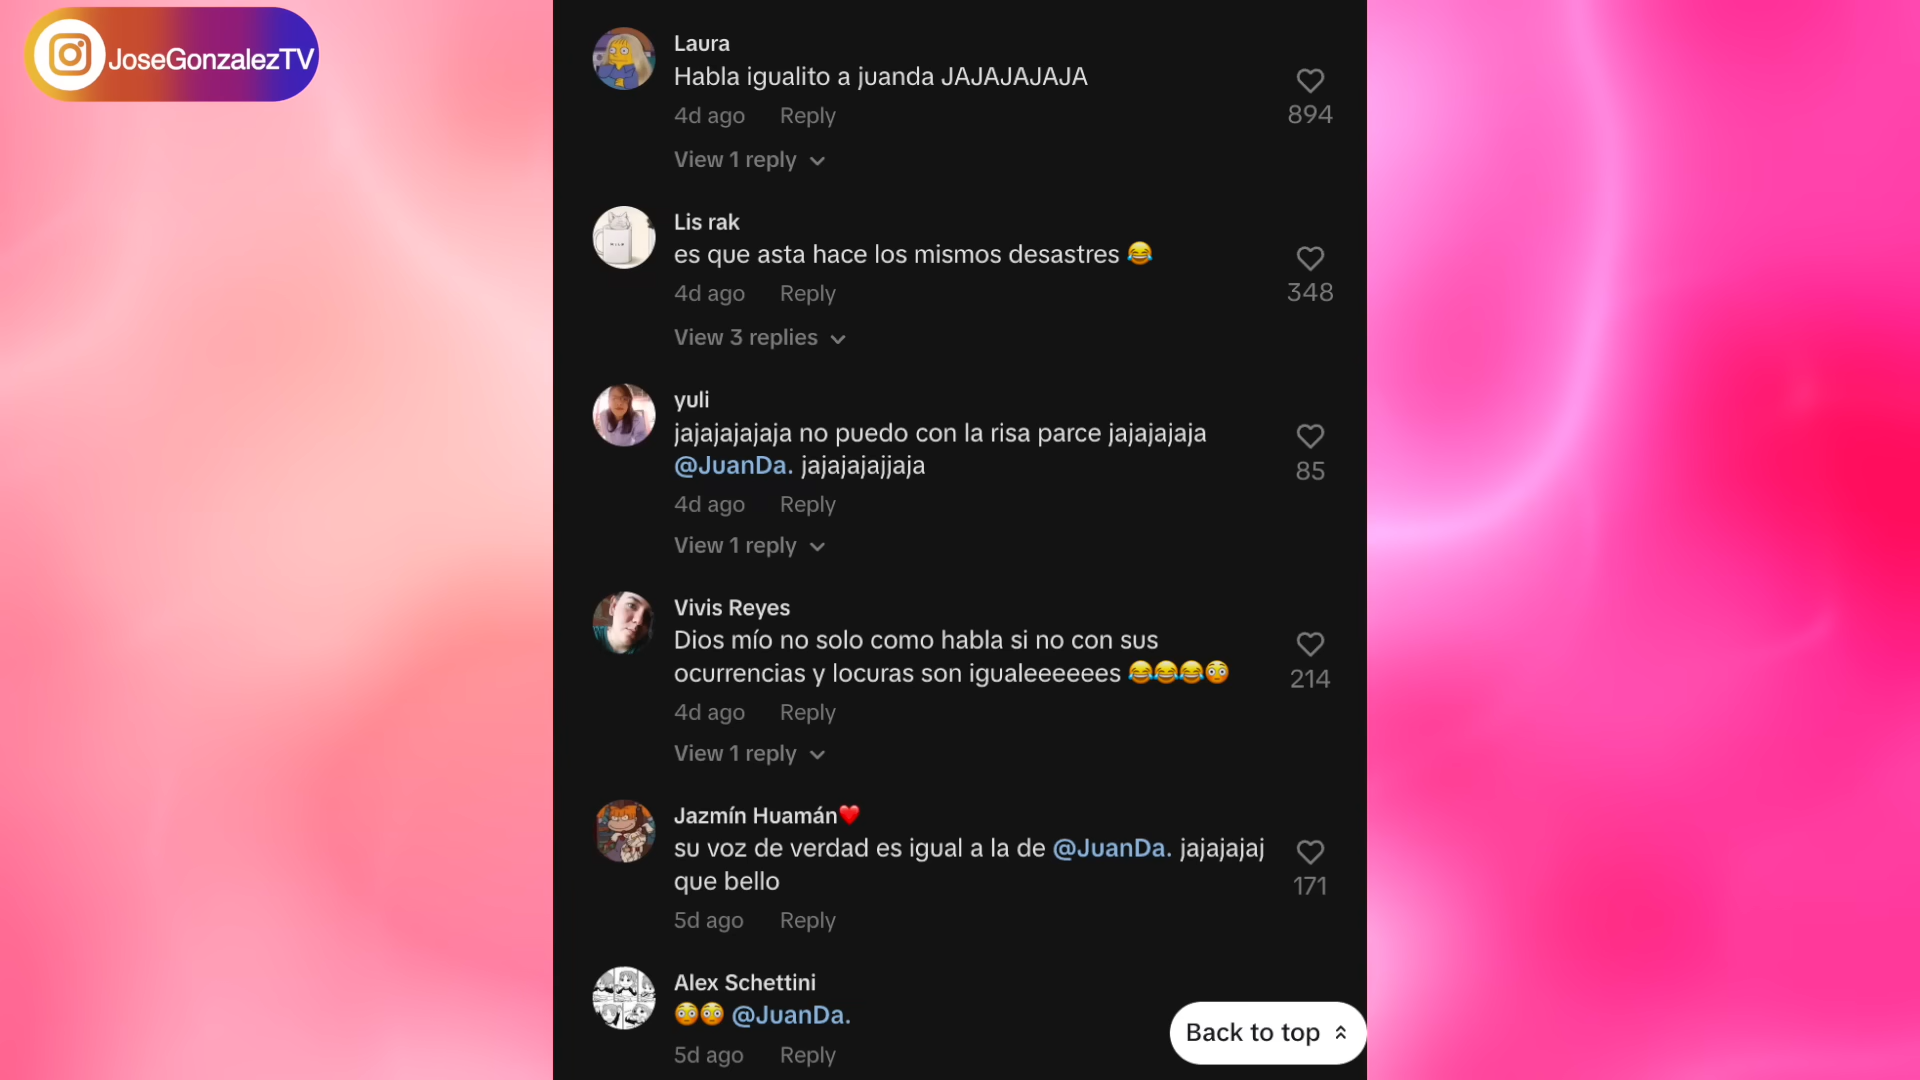 JoseGonzalezTV
Laura
Habla igualito a juanda JAJAJAJAJA
4d ago Reply
894
View 1 reply
Lis rak
es que asta hace los mismos desastres 😂
4d ago Reply
348
View 3 replies
yuli
jajajajajaja no puedo con la risa parce jajajajaja
@JuanDa. jajajajajjaja
4d ago Reply
85
View 1 reply
Vivis Reyes
Dios mío no solo como habla si no con sus
ocurrencias y locuras son igualeeeeeees 😂😂😂😳
4d ago Reply
214
View 1 reply
Jazmín Huamán❤️
su voz de verdad es igual a la de @JuanDa. jajajajaj
que bello
5d ago Reply
171
Alex Schettini
😳😳 @JuanDa.
5d ago Reply
Back to top